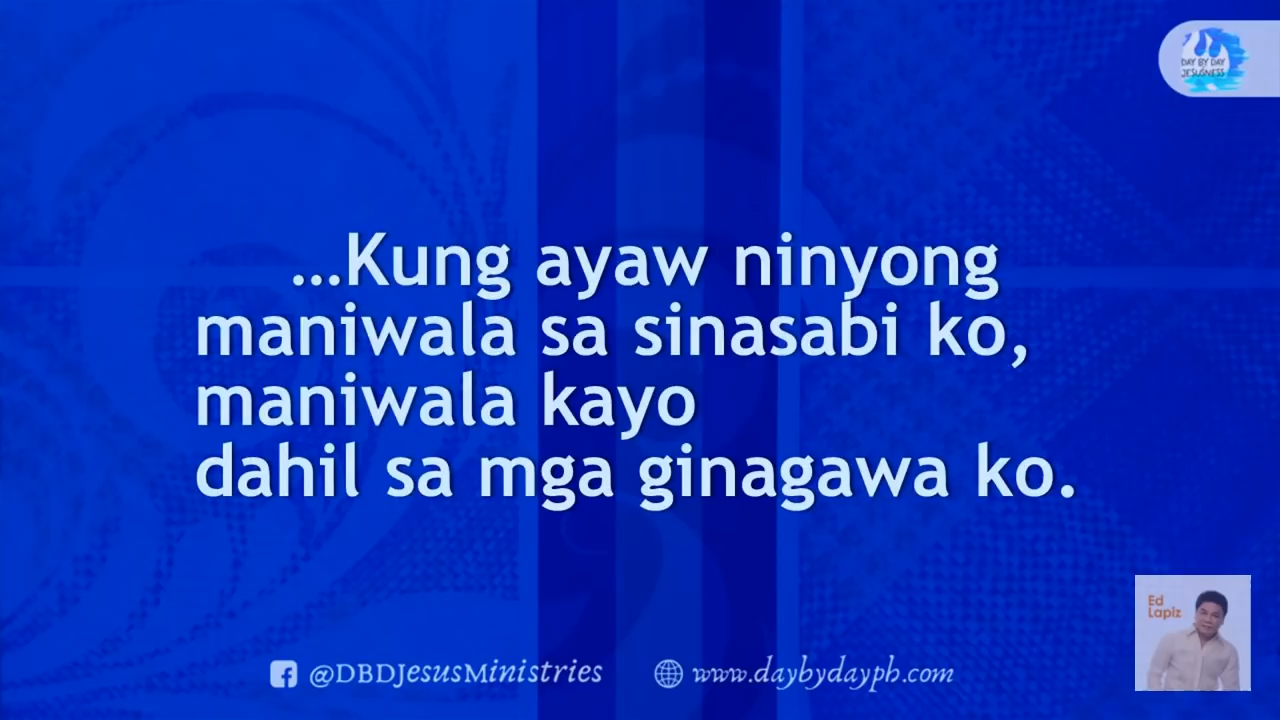 DAY BY DAY
JESUSNESS
...Kung ayaw ninyong
maniwala sa sinasabi ko,
maniwala kayo
dahil sa mga ginagawa ko.
Ed
Lapiz
@DBDJesusMinistries www.daybydayph.com